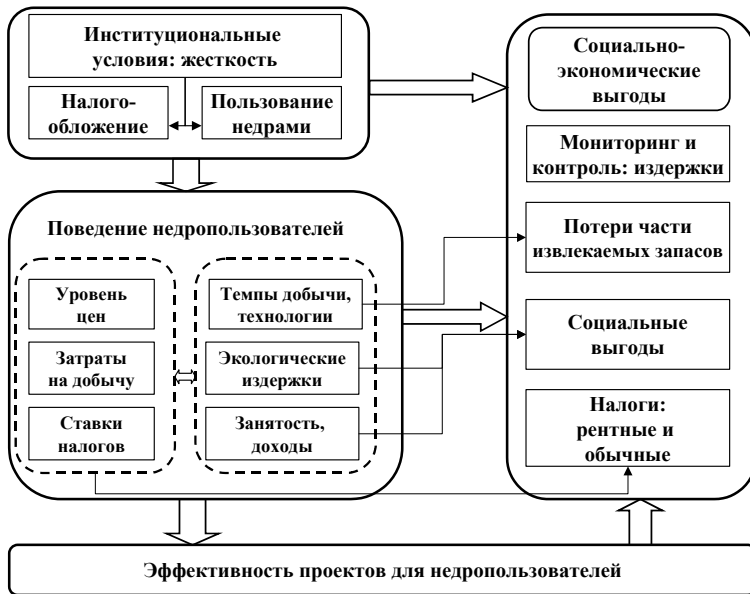 Институциональные
условия: жесткость
Налого-
обложение
Пользование
недрами
Поведение недропользователей
Уровень
цен
Затраты
на добычу
Ставки
налогов
Темпы добычи,
технологии
Экологические
издержки
Занятость,
доходы
Социально-
экономические
выгоды
Мониторинг и
контроль: издержки
Потери части
извлекаемых запасов
Социальные
выгоды
Налоги:
рентные и
обычные
Эффективность проектов для недропользователей